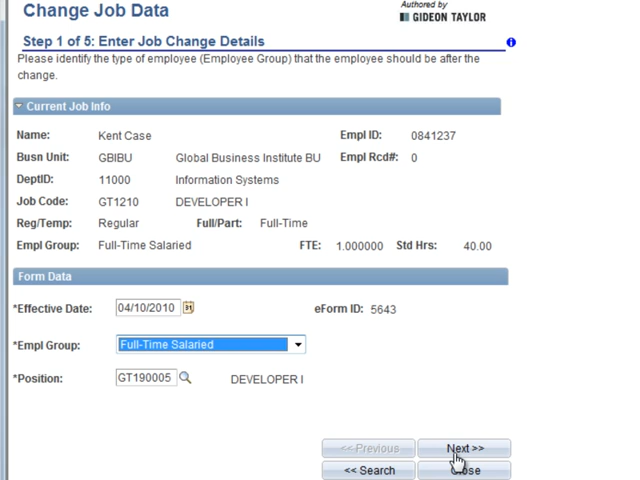 Change Job Data
Authored by
GIDEON TAYLOR
Step 1 of 5: Enter Job Change Details
Please identify the type of employee (Employee Group) that the employee should be after the
change.
Current Job Info
Name: Kent Case Empl ID: 0841237
Busn Unit: GBIBU Global Business Institute BU Empl Rcd#: 0
DeptID: 11000 Information Systems
Job Code: GT1210 DEVELOPER I
Reg/Temp: Regular Full/Part: Full-Time
Empl Group: Full-Time Salaried FTE: 1.000000 Std Hrs: 40.00
Form Data
*Effective Date: 04/10/2010 31 eForm ID: 5643
*Empl Group: Full-Time Salaried
*Position: GT190005 DEVELOPER I
<< Previous Next >>
<< Search Close